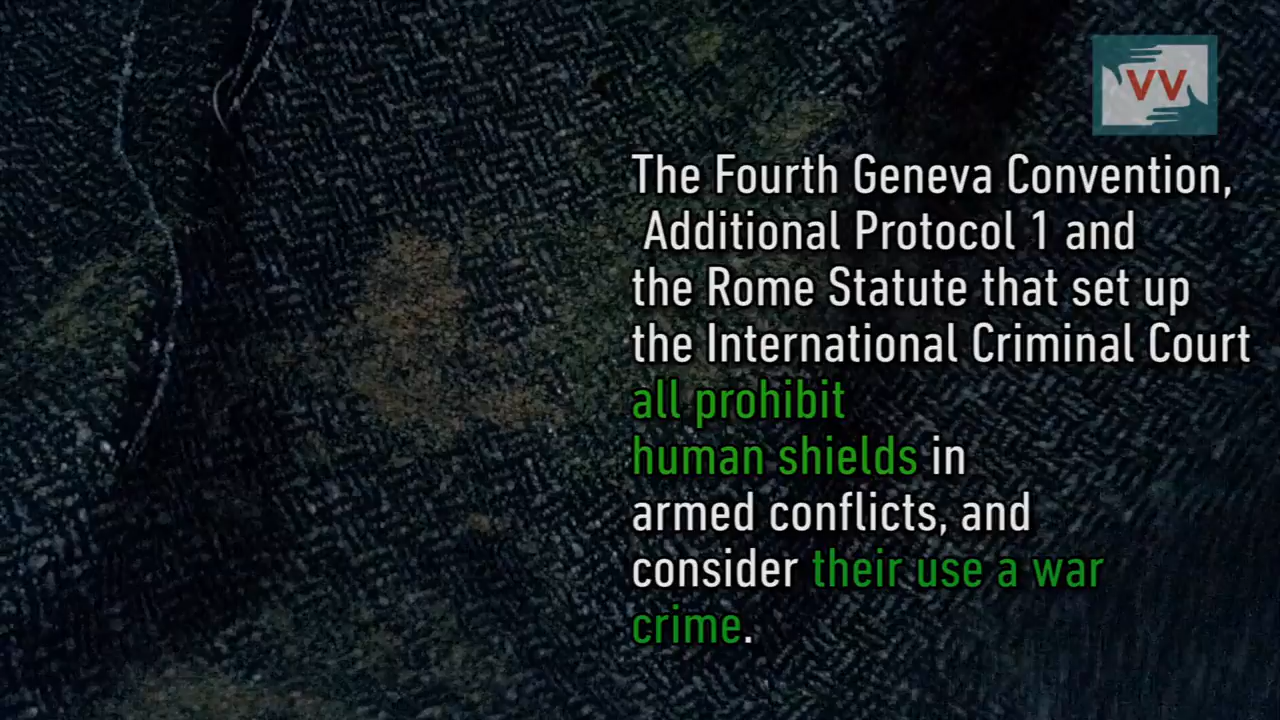 VV
The Fourth Geneva Convention,
Additional Protocol 1 and
the Rome Statute that set up
the International Criminal Court
all prohibit
human shields in
armed conflicts, and
consider their use a war
crime.